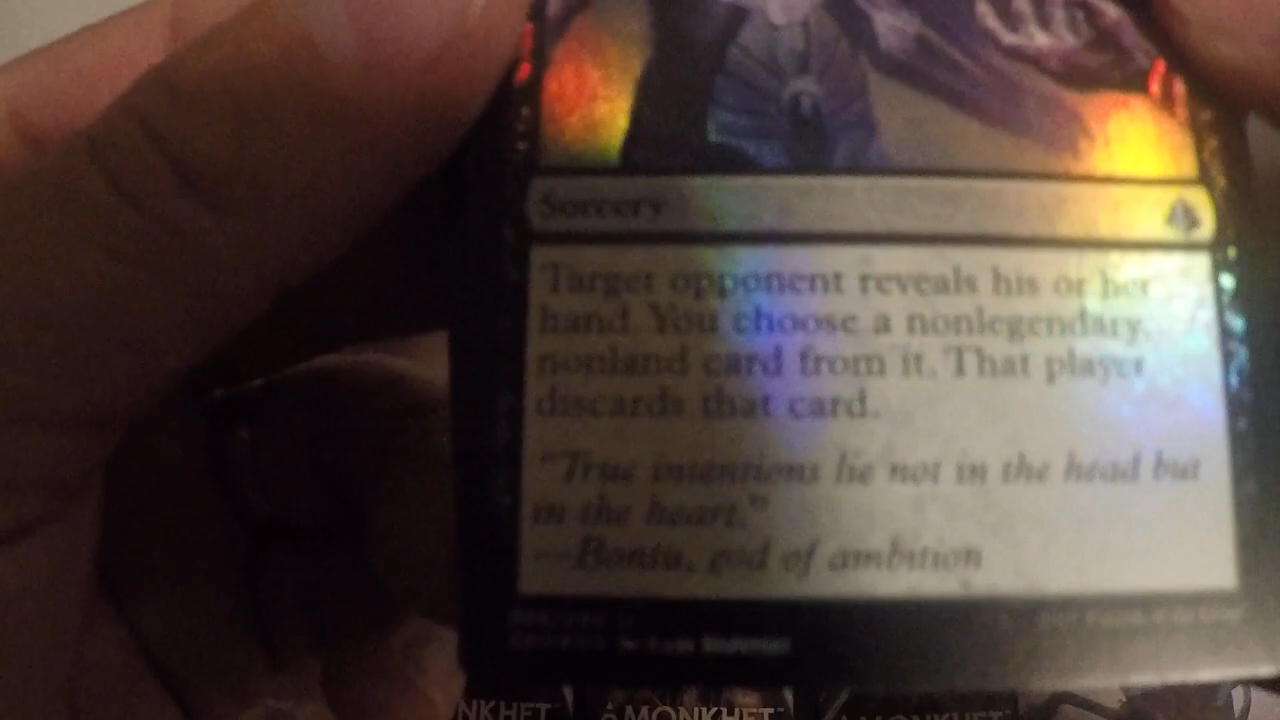 Sorcery
Target opponent reveals his or her
hand. You choose a nonlegendary,
nonland card from it. That player
discards that card.
"True intentions lie not in the head but
in the heart."
—Bontu, god of ambition
NKHET
AMONKHET
AMONKHET